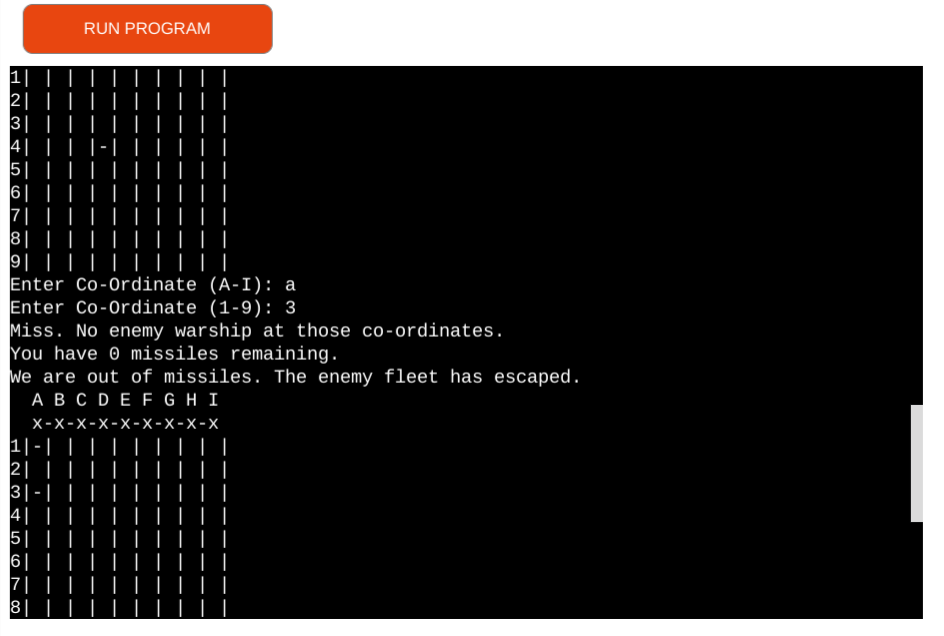 RUN PROGRAM
1| | | | | | | | | |
2| | | | | | | | | |
3| | | | | | | | | |
4| | | |-| | | | | |
5| | | | | | | | | |
6| | | | | | | | | |
7| | | | | | | | | |
8| | | | | | | | | |
9| | | | | | | | | |
Enter Co-Ordinate (A-I): a
Enter Co-Ordinate (1-9): 3
Miss. No enemy warship at those co-ordinates.
You have 0 missiles remaining.
We are out of missiles. The enemy fleet has escaped.
  A B C D E F G H I
  x-x-x-x-x-x-x-x-x
1|-| | | | | | | | |
2| | | | | | | | | |
3|-| | | | | | | | |
4| | | | | | | | | |
5| | | | | | | | | |
6| | | | | | | | | |
7| | | | | | | | | |
8| | | | | | | | | |